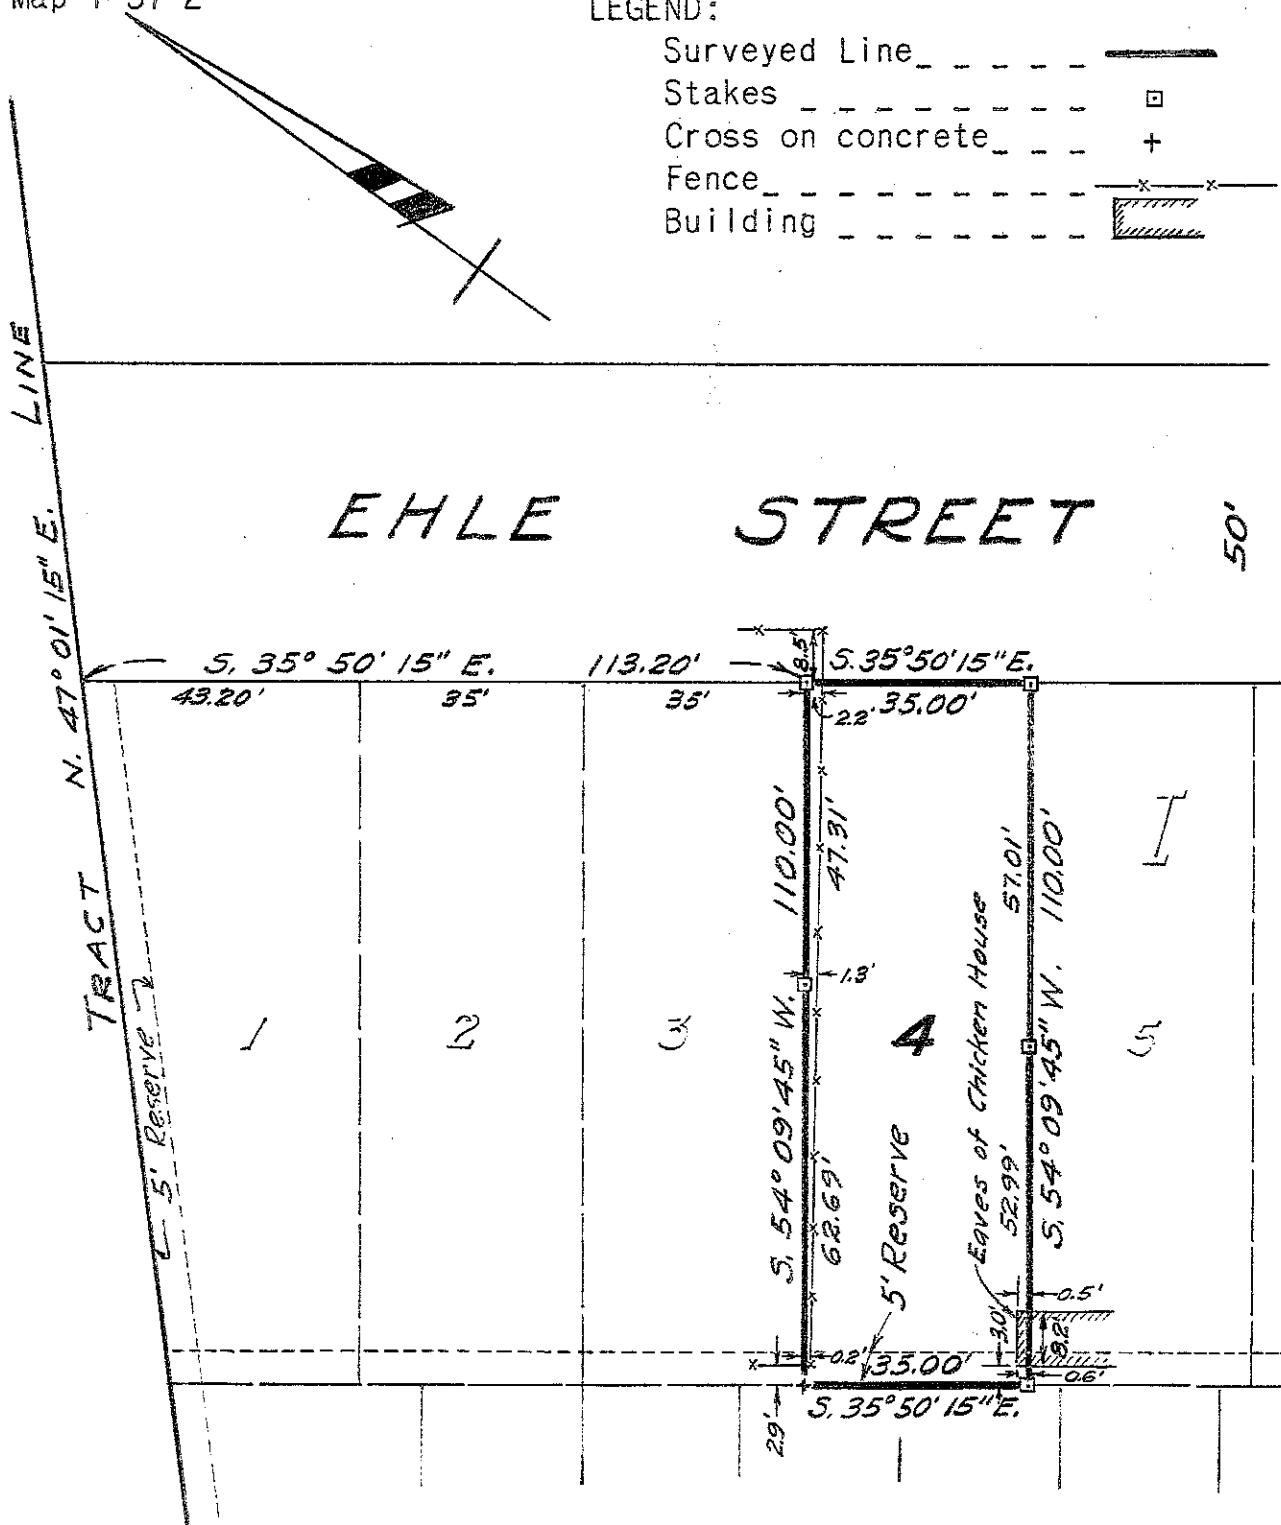 LEGEND:
Surveyed Line
Stakes
Cross on concrete
Fence
Building
TRACT N. 47° 01' 15" E. LINE
EHLE STREET
50'
S. 35° 50' 15" E. 113.20'
8.5'
S. 35° 50' 15" E.
43.20'
35'
35'
2.2'
35.00'
110.00'
47.31'
57.01'
110.00'
I
1.3'
Eaves of Chicken House
1
2
3
4
5
S. 54° 09' 45" W.
62.69'
52.99'
S. 54° 09' 45" W.
5' Reserve
5' Reserve
0.5'
3.0'
8.2'
0.2'
35.00'
0.6'
S. 35° 50' 15" E.
2.9'